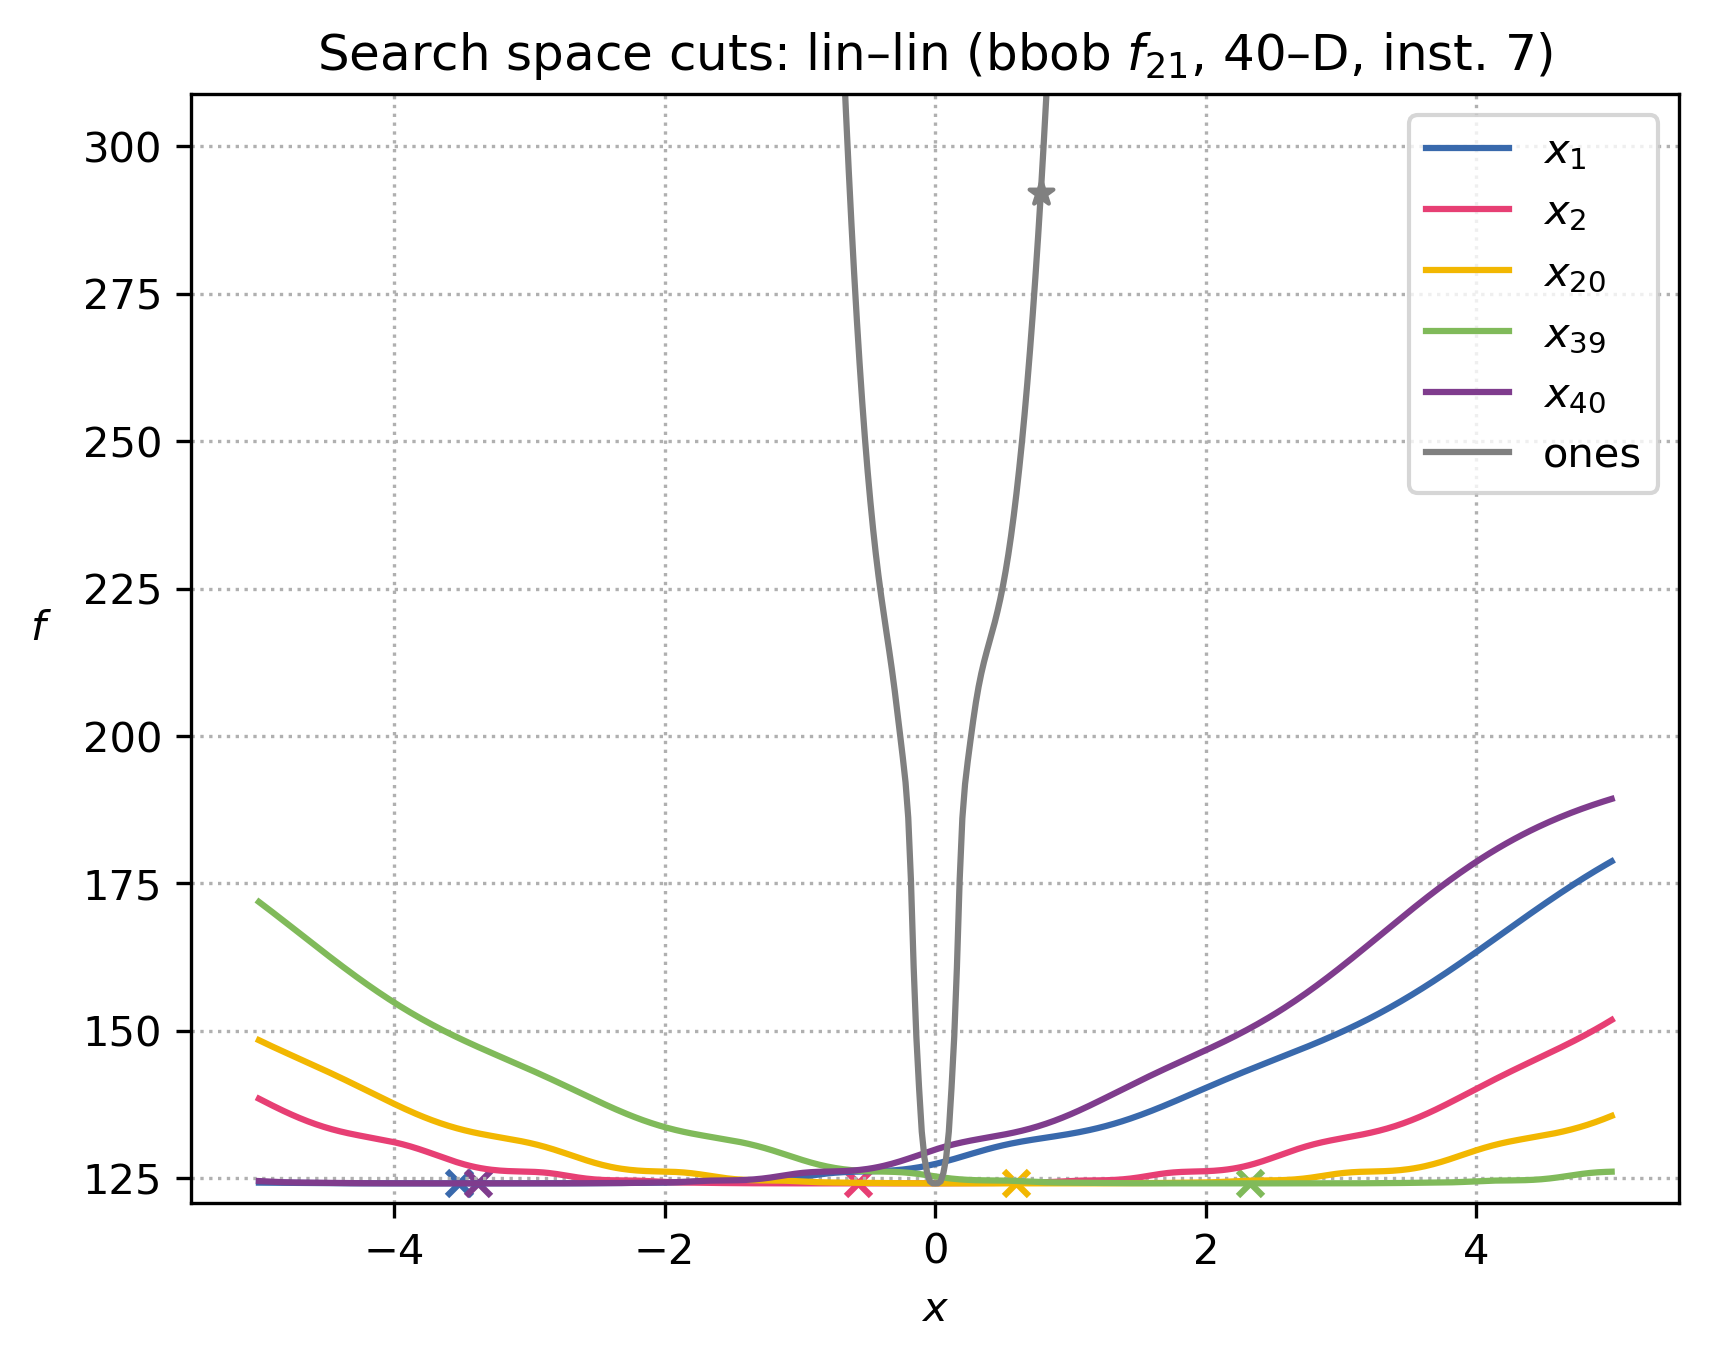 Search space cuts: lin–lin (bbob f₂₁, 40–D, inst. 7)
300
275
250
225
200
175
150
125
f
−4
−2
0
2
4
x
x₁
x₂
x₂₀
x₃₉
x₄₀
ones